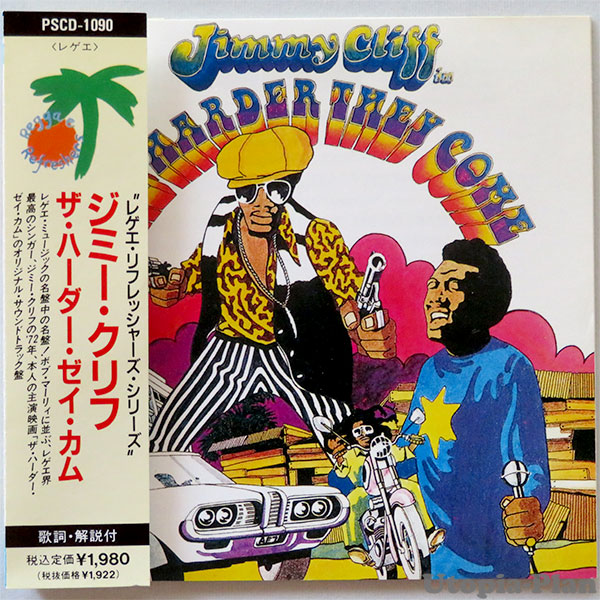 PSCD-1090
〈レゲエ〉
Reggae
Refreshers
"レゲエ・リフレッシャーズ・シリーズ"
ジミー・クリフ
ザ・ハーダー・ゼイ・カム
レゲエ・ミュージックの名盤中の名盤!ボブ・マーリィに並ぶ、レゲエ界
最高のシンガー、ジミー・クリフの'72年、本人の主演映画「ザ・ハーダー・
ゼイ・カム」のオリジナル・サウンドトラック盤
歌詞・解説付
税込定価¥1,980
(税抜価格¥1,922)
Jimmy Cliff
in
HARDER THEY COME
Utopia Plan